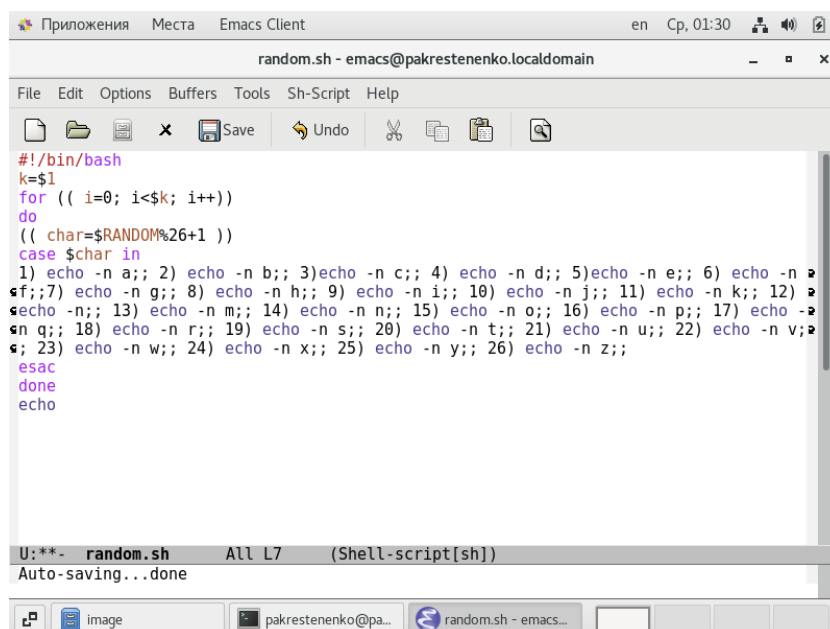 Приложения Места Emacs Client en Ср, 01:30
random.sh - emacs@pakrestenenko.localdomain
File Edit Options Buffers Tools Sh-Script Help
Save Undo
#!/bin/bash
k=$1
for (( i=0; i<$k; i++))
do
(( char=$RANDOM%26+1 ))
case $char in
1) echo -n a;; 2) echo -n b;; 3)echo -n c;; 4) echo -n d;; 5)echo -n e;; 6) echo -n
f;;7) echo -n g;; 8) echo -n h;; 9) echo -n i;; 10) echo -n j;; 11) echo -n k;; 12)
echo -n;; 13) echo -n m;; 14) echo -n n;; 15) echo -n o;; 16) echo -n p;; 17) echo -
n q;; 18) echo -n r;; 19) echo -n s;; 20) echo -n t;; 21) echo -n u;; 22) echo -n v;
; 23) echo -n w;; 24) echo -n x;; 25) echo -n y;; 26) echo -n z;;
esac
done
echo
U:**- random.sh All L7 (Shell-script[sh])
Auto-saving...done
image pakrestenenko@pa... random.sh - emacs...